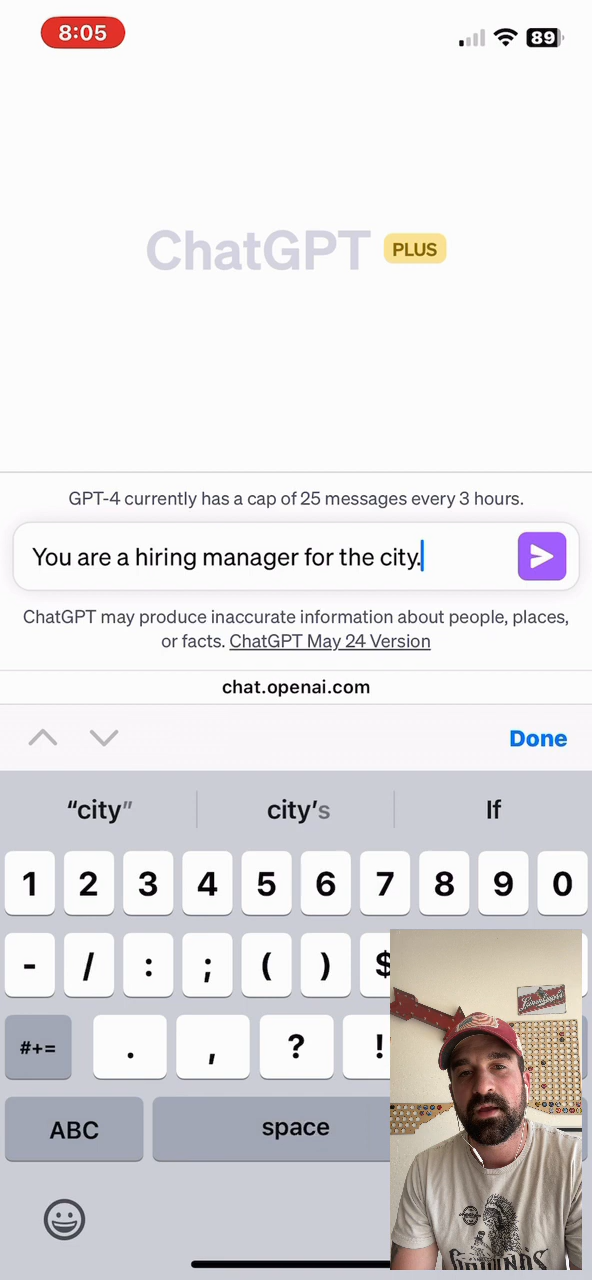 8:05
89
ChatGPT PLUS
GPT-4 currently has a cap of 25 messages every 3 hours.
You are a hiring manager for the city.
ChatGPT may produce inaccurate information about people, places,
or facts. ChatGPT May 24 Version
chat.openai.com
Done
“city” city’s If
1 2 3 4 5 6 7 8 9 0
- / : ; ( ) $
#+= . , ? !
ABC space
Leinenkugel's